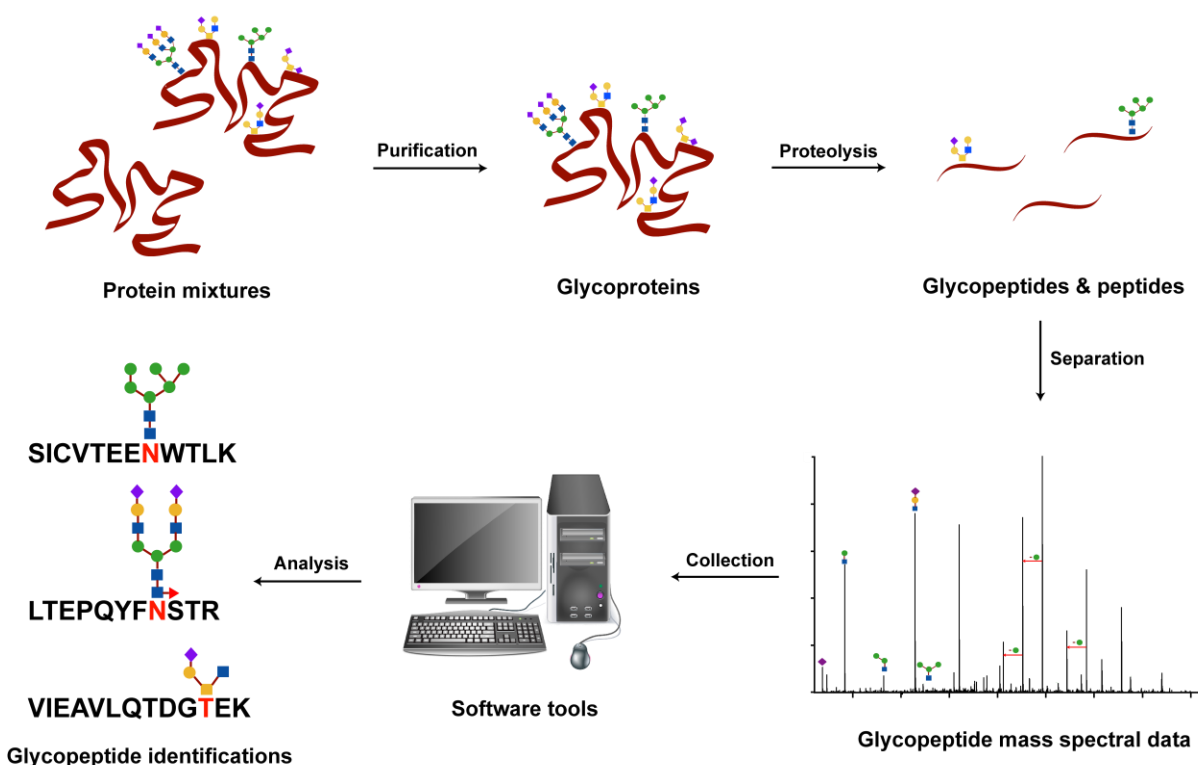 Protein mixtures
Purification
Glycoproteins
Proteolysis
Glycopeptides & peptides
Separation
Glycopeptide mass spectral data
Collection
Software tools
Analysis
SICVTEENWTLK
LTEPQYFNSTR
VIEAVLQTDGTEK
Glycopeptide identifications